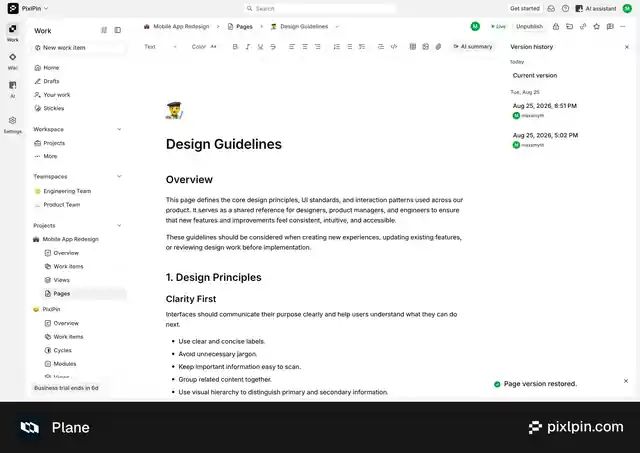 PixlPin
Search
Get started
AI assistant
M
Work
Wiki
AI
Settings
Work
New work item
Home
Drafts
Your work
Stickies
Workspace
Projects
More
Teamspaces
Engineering Team
Product Team
Projects
Mobile App Redesign
Overview
Work items
Views
Pages
PixlPin
Overview
Work items
Cycles
Modules
Views
Business trial ends in 6d
Mobile App Redesign
Pages
Design Guidelines
M
Live
Unpublish
Text
Color Aa
B I U S
AI summary
Design Guidelines
Overview
This page defines the core design principles, UI standards, and interaction patterns used across our
product. It serves as a shared reference for designers, product managers, and engineers to ensure
that new features and improvements feel consistent, intuitive, and accessible.
These guidelines should be considered when creating new experiences, updating existing features,
or reviewing design work before implementation.
1. Design Principles
Clarity First
Interfaces should communicate their purpose clearly and help users understand what they can do
next.
• Use clear and concise labels.
• Avoid unnecessary jargon.
• Keep important information easy to scan.
• Group related content together.
• Use visual hierarchy to distinguish primary and secondary information.
Version history
Today
Current version
Tue, Aug 25
Aug 25, 2026, 6:51 PM
M
Aug 25, 2026, 5:02 PM
M
Page version restored.
Plane
pixlpin.com